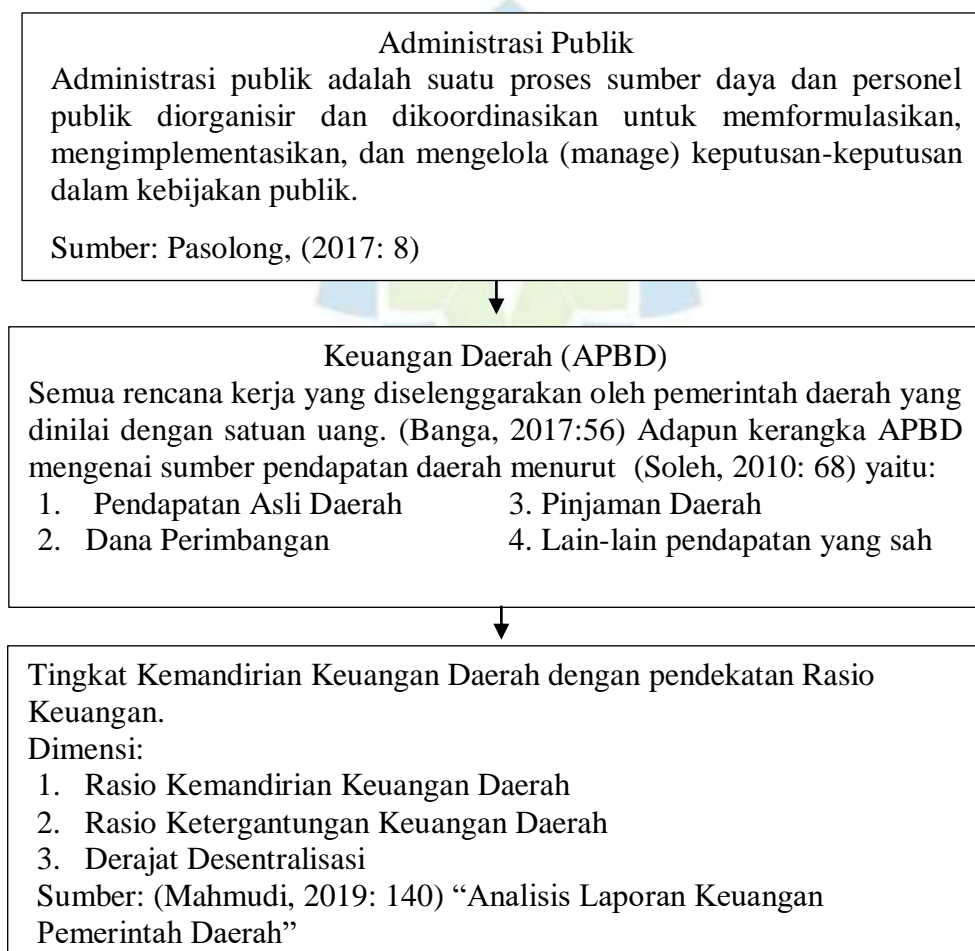 Administrasi Publik
Administrasi publik adalah suatu proses sumber daya dan personel
publik diorganisir dan dikoordinasikan untuk memformulasikan,
mengimplementasikan, dan mengelola (manage) keputusan-keputusan
dalam kebijakan publik.
Sumber: Pasolong, (2017: 8)
Keuangan Daerah (APBD)
Semua rencana kerja yang diselenggarakan oleh pemerintah daerah yang
dinilai dengan satuan uang. (Banga, 2017:56) Adapun kerangka APBD
mengenai sumber pendapatan daerah menurut (Soleh, 2010: 68) yaitu:
1. Pendapatan Asli Daerah 3. Pinjaman Daerah
2. Dana Perimbangan 4. Lain-lain pendapatan yang sah
Tingkat Kemandirian Keuangan Daerah dengan pendekatan Rasio
Keuangan.
Dimensi:
1. Rasio Kemandirian Keuangan Daerah
2. Rasio Ketergantungan Keuangan Daerah
3. Derajat Desentralisasi
Sumber: (Mahmudi, 2019: 140) “Analisis Laporan Keuangan
Pemerintah Daerah”